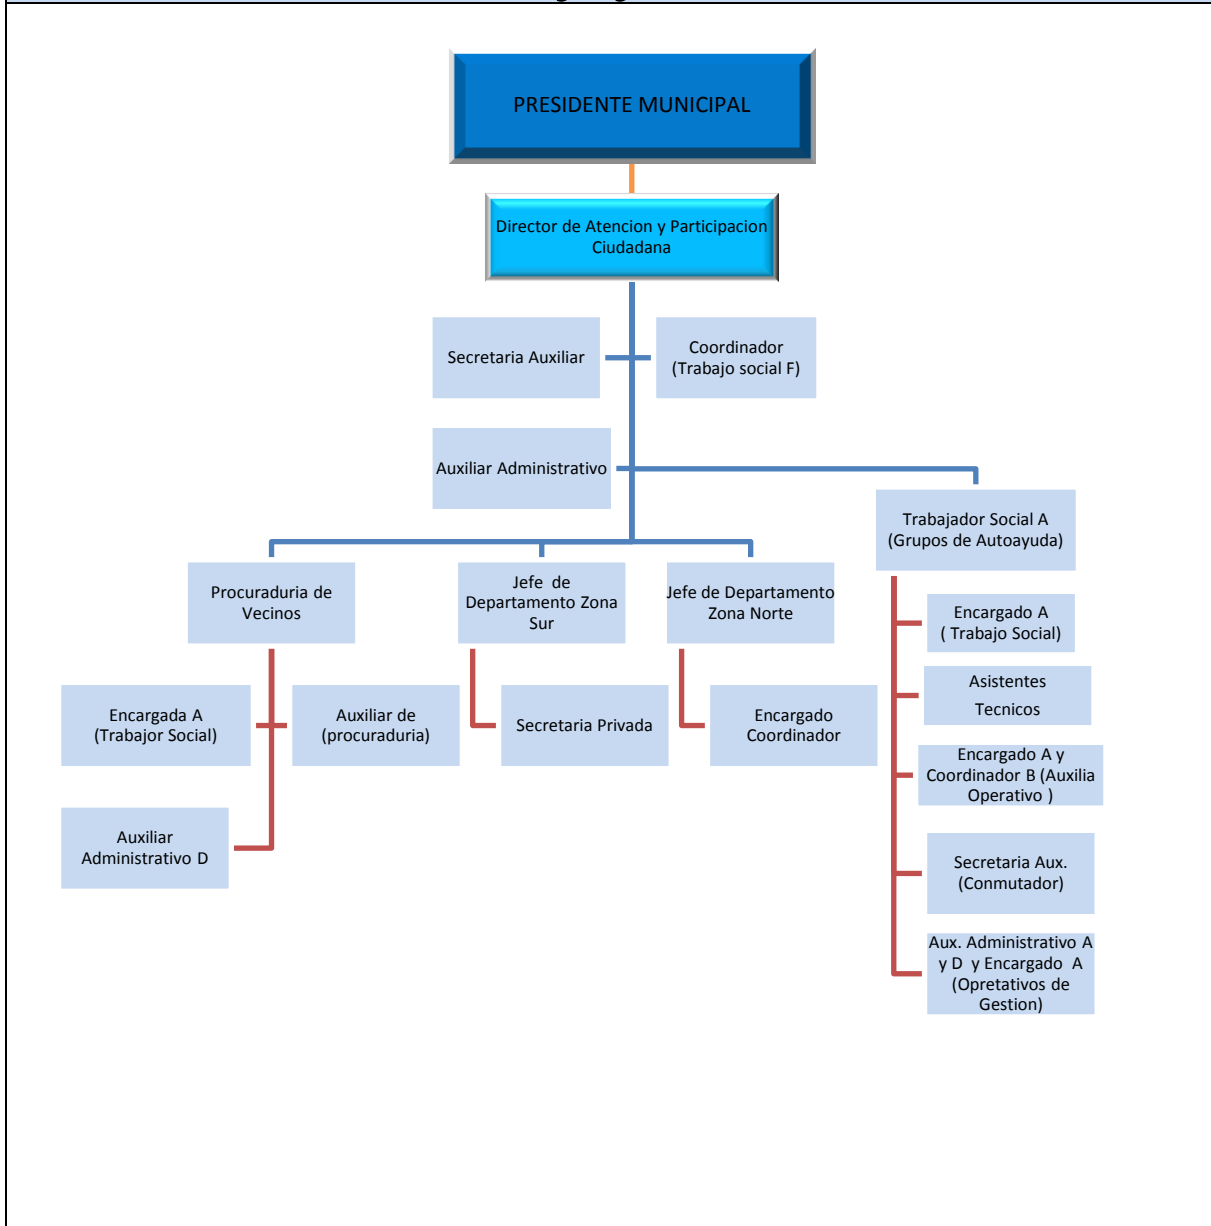 PRESIDENTE MUNICIPAL
Director de Atencion y Participacion
Ciudadana
Secretaria Auxiliar
Coordinador
(Trabajo social F)
Auxiliar Administrativo
Trabajador Social A
(Grupos de Autoayuda)
Procuraduria de
Vecinos
Jefe de
Departamento Zona
Sur
Jefe de Departamento
Zona Norte
Encargado A
( Trabajo Social)
Asistentes
Tecnicos
Encargada A
(Trabajor Social)
Auxiliar de
(procuraduria)
Secretaria Privada
Encargado
Coordinador
Encargado A y
Coordinador B (Auxilia
Operativo )
Auxiliar
Administrativo D
Secretaria Aux.
(Conmutador)
Aux. Administrativo A
y D y Encargado A
(Opretativos de
Gestion)